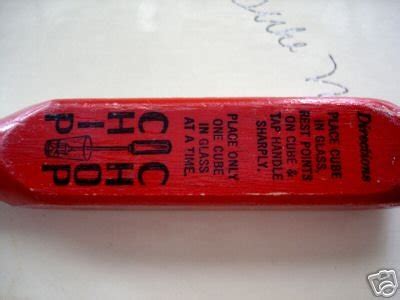 Directions
PLACE CUBE
IN GLASS,
REST POINTS
ON CUBE &
TAP HANDLE
SHARPLY.
PLACE ONLY
ONE CUBE
IN GLASS
AT A TIME.
CHIP
CHOP